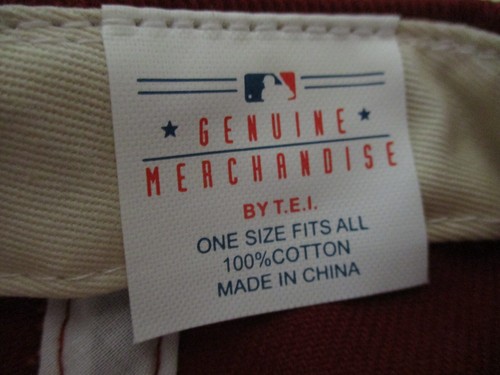 GENUINE
MERCHANDISE
BY T.E.I.
ONE SIZE FITS ALL
100%COTTON
MADE IN CHINA